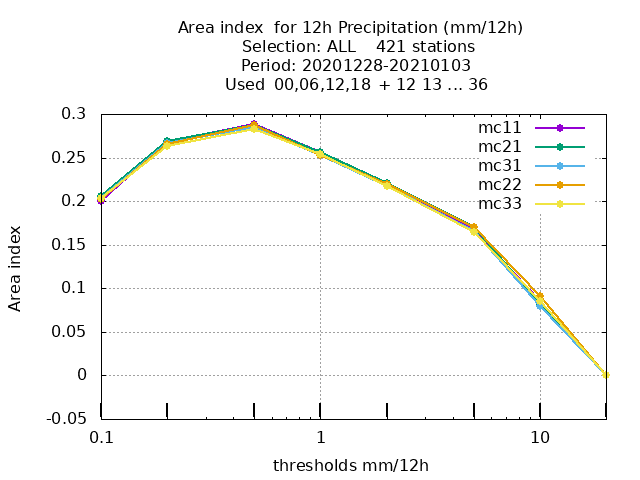 Area index for 12h Precipitation (mm/12h)
Selection: ALL 421 stations
Period: 20201228-20210103
Used 00,06,12,18 + 12 13 ... 36
0.3
0.25
0.2
0.15
0.1
0.05
0
-0.05
Area index
mc11
mc21
mc31
mc22
mc33
0.1 1 10
thresholds mm/12h